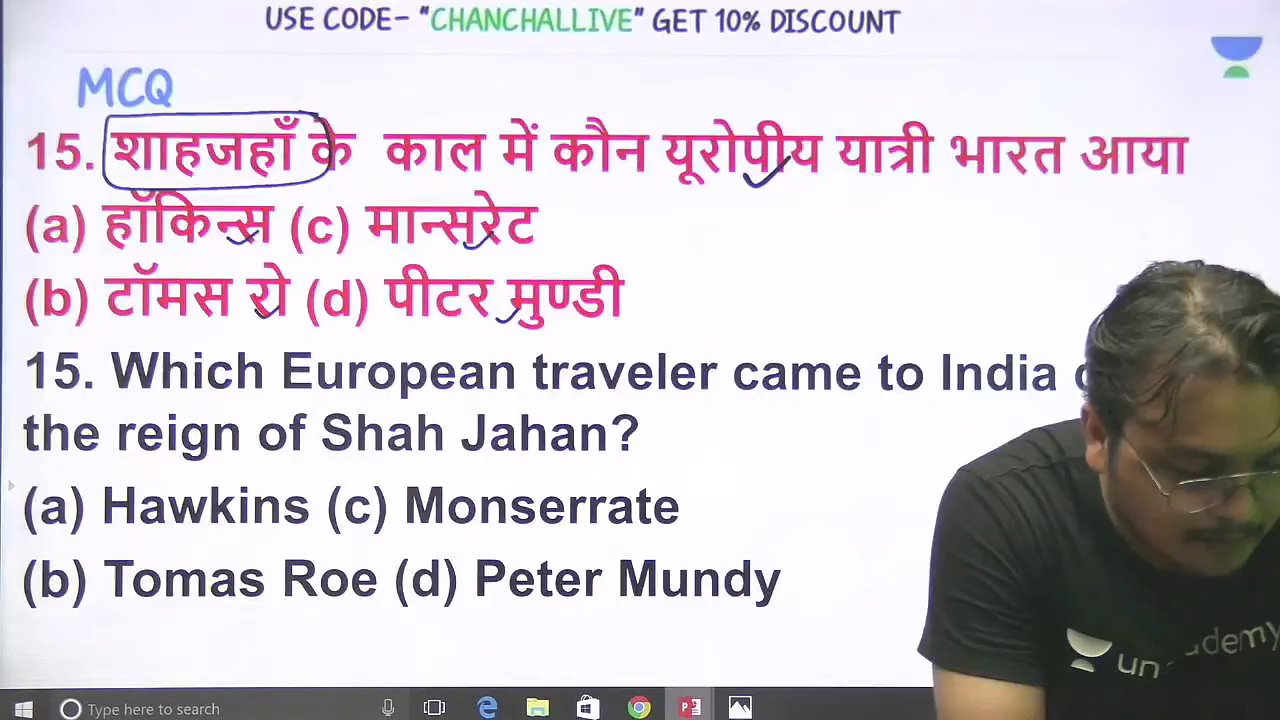 USE CODE- "CHANCHALLIVE" GET 10% DISCOUNT
MCQ
15. शाहजहाँ के काल में कौन यूरोपीय यात्री भारत आया
(a) हॉकिन्स (c) मान्सरेट
(b) टॉमस रो (d) पीटर मुण्डी
15. Which European traveler came to India
the reign of Shah Jahan?
(a) Hawkins (c) Monserrate
(b) Tomas Roe (d) Peter Mundy
Type here to search